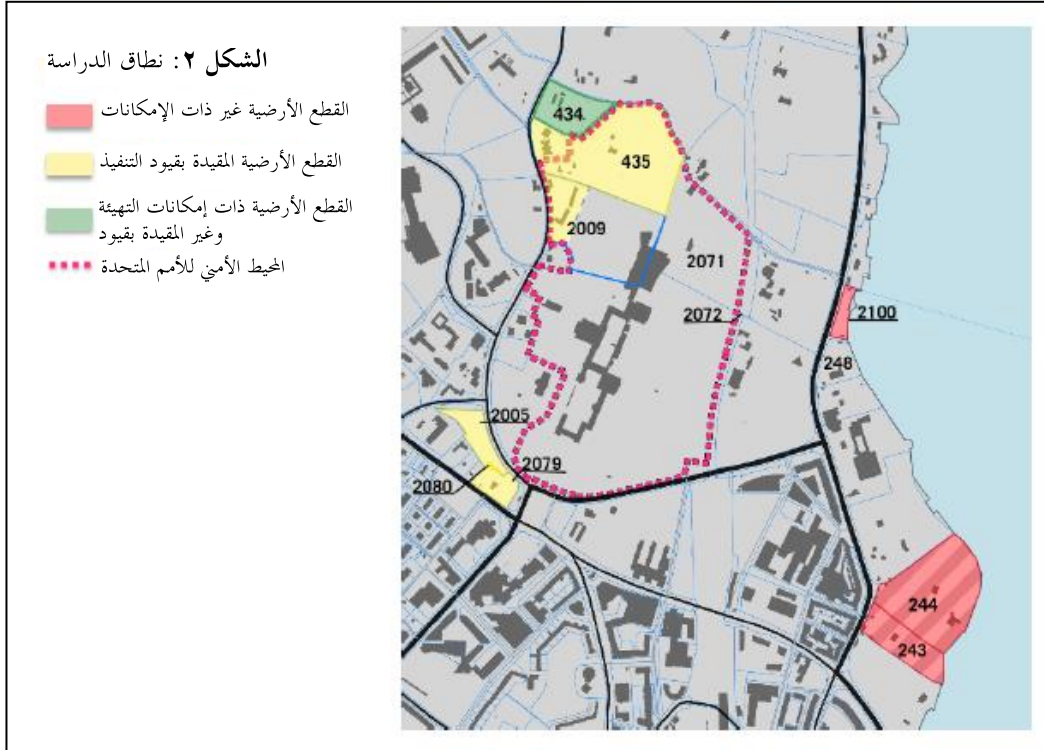 الشكل ٢: نطاق الدراسة
القطع الأرضية غير ذات الإمكانات
القطع الأرضية المقيدة بقيود التنفيذ
القطع الأرضية ذات إمكانات التهيئة
وغير المقيدة بقيود
المحيط الأمني للأمم المتحدة
434
435
2009
2071
2072
2100
248
2005
2079
2080
244
243